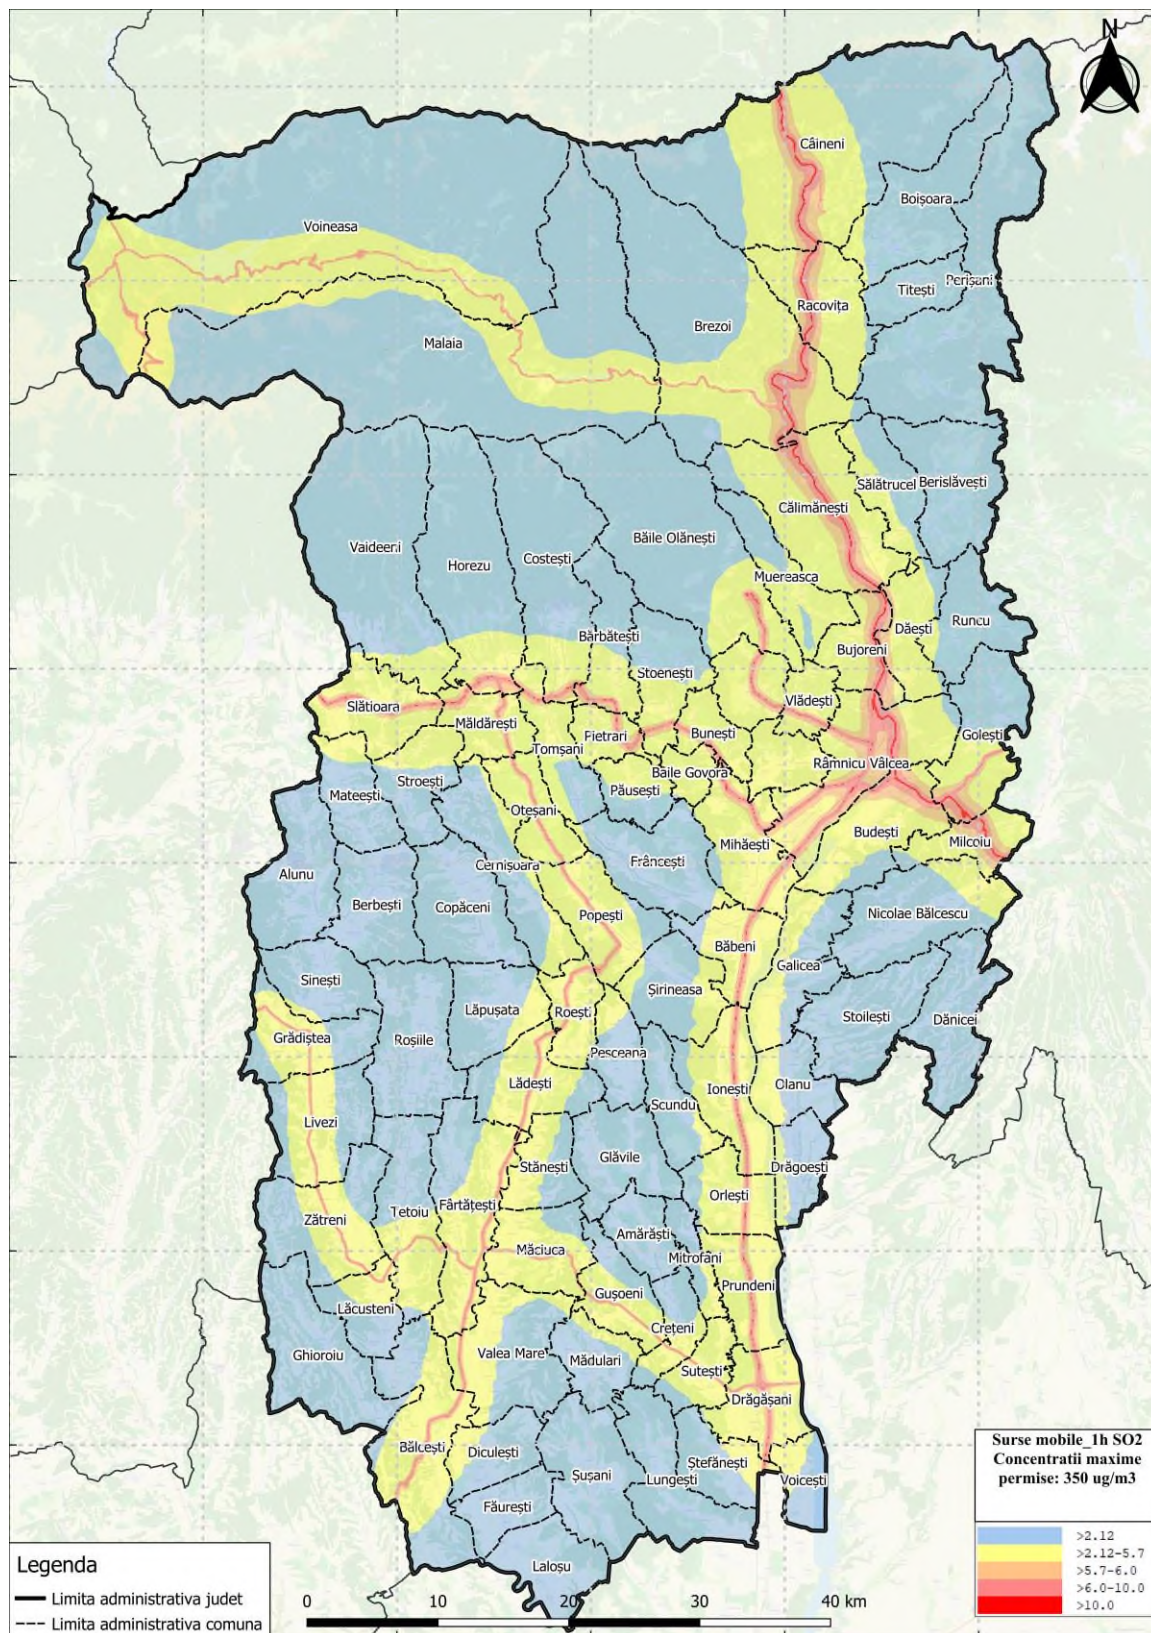 N
Câineni
Boișoara
Voineasa
Titești
Perișani
Racovița
Brezoi
Malaia
Sălătrucel
Berislăvești
Călimănești
Băile Olănești
Vaideeni
Horezu
Costești
Muereasca
Runcu
Dăești
Bărbătești
Bujoreni
Stoenești
Vlădești
Slătioara
Măldărești
Pietrari
Bunești
Golești
Tomșani
Râmnicu Vâlcea
Baile Govora
Stroești
Mateești
Păusești
Oteșani
Budești
Mihăești
Milcoiu
Cernișoara
Frâncești
Alunu
Berbești
Copăceni
Popești
Nicolae Bălcescu
Băbeni
Galicea
Sinești
Șirineasa
Lăpușata
Roești
Stoilești
Dănicei
Grădiștea
Roșiile
Pesceana
Lădești
Ionești
Olanu
Scundu
Livezi
Glăvile
Stănești
Drăgoești
Orlești
Fârtățești
Tetoiu
Zătreni
Amărăști
Măciuca
Mitrofani
Prundeni
Gușoeni
Lăcusteni
Crețeni
Ghioroiu
Valea Mare
Mădulari
Sutești
Drăgășani
Bălcești
Diculești
Ștefănești
Șușani
Lungești
Voicești
Făurești
Laloșu
Surse mobile_1h SO2
Concentratii maxime
permise: 350 ug/m3
>2.12
>2.12-5.7
>5.7-6.0
>6.0-10.0
>10.0
Legenda
Limita administrativa judet
Limita administrativa comuna
0 10 20 30 40 km